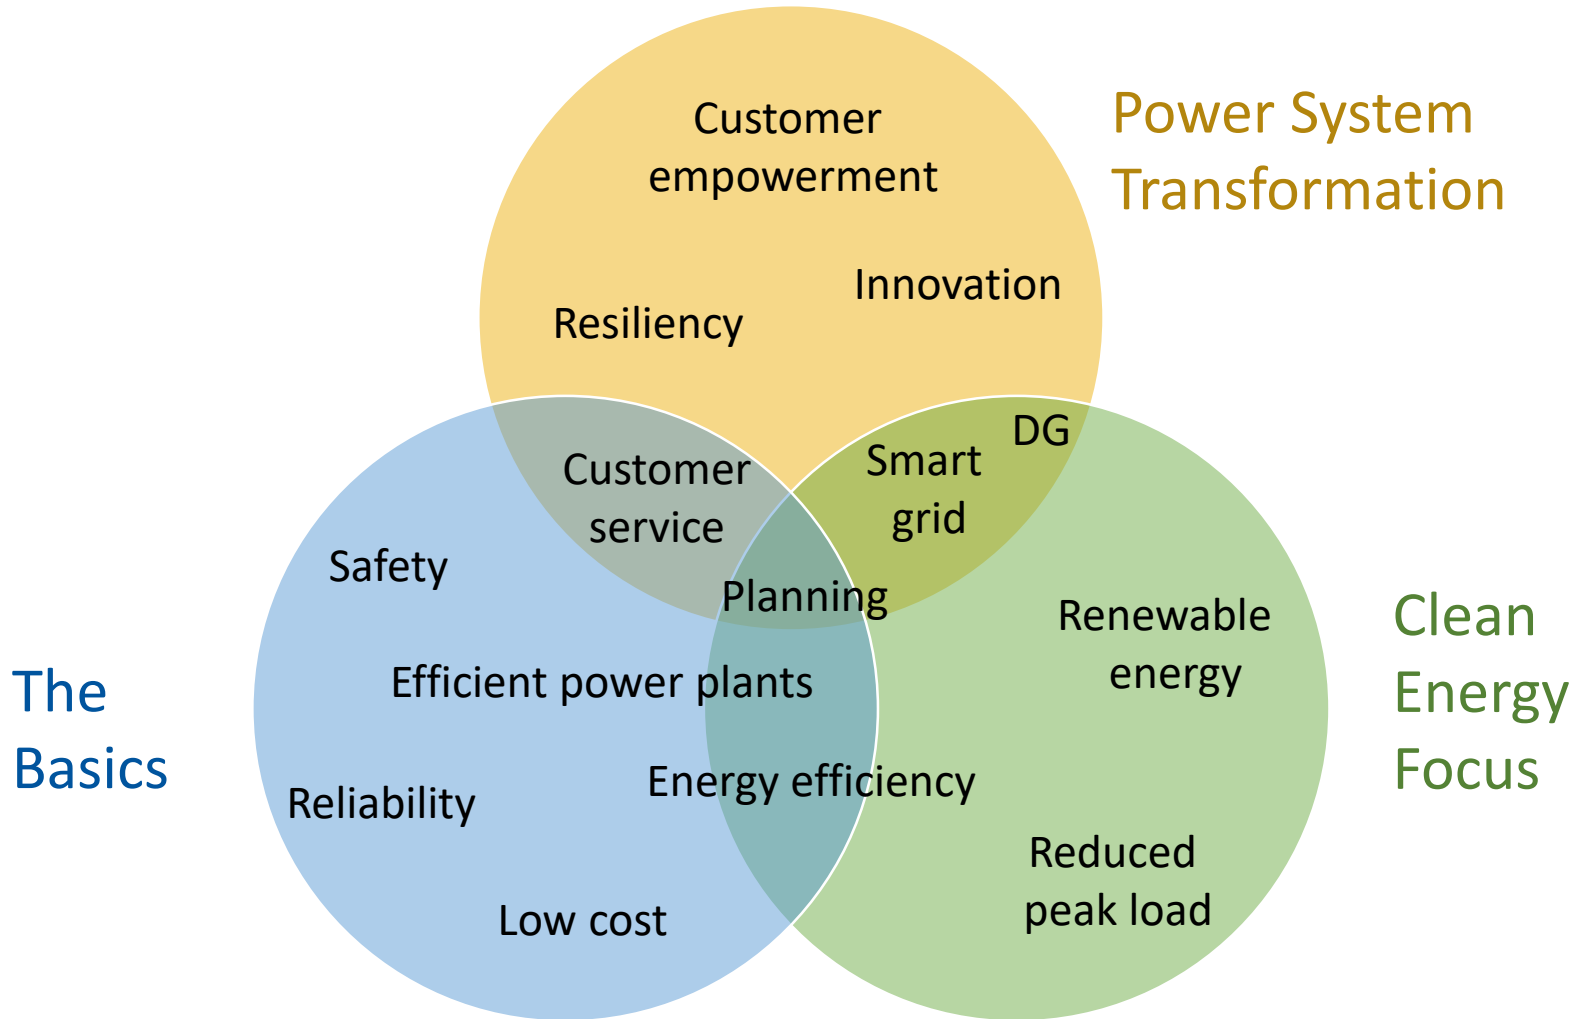 Customer
empowerment
Power System
Transformation
Innovation
Resiliency
DG
Smart
grid
Customer
service
Safety
Planning
Renewable
energy
Clean
Energy
Focus
The
Basics
Efficient power plants
Energy efficiency
Reliability
Reduced
peak load
Low cost